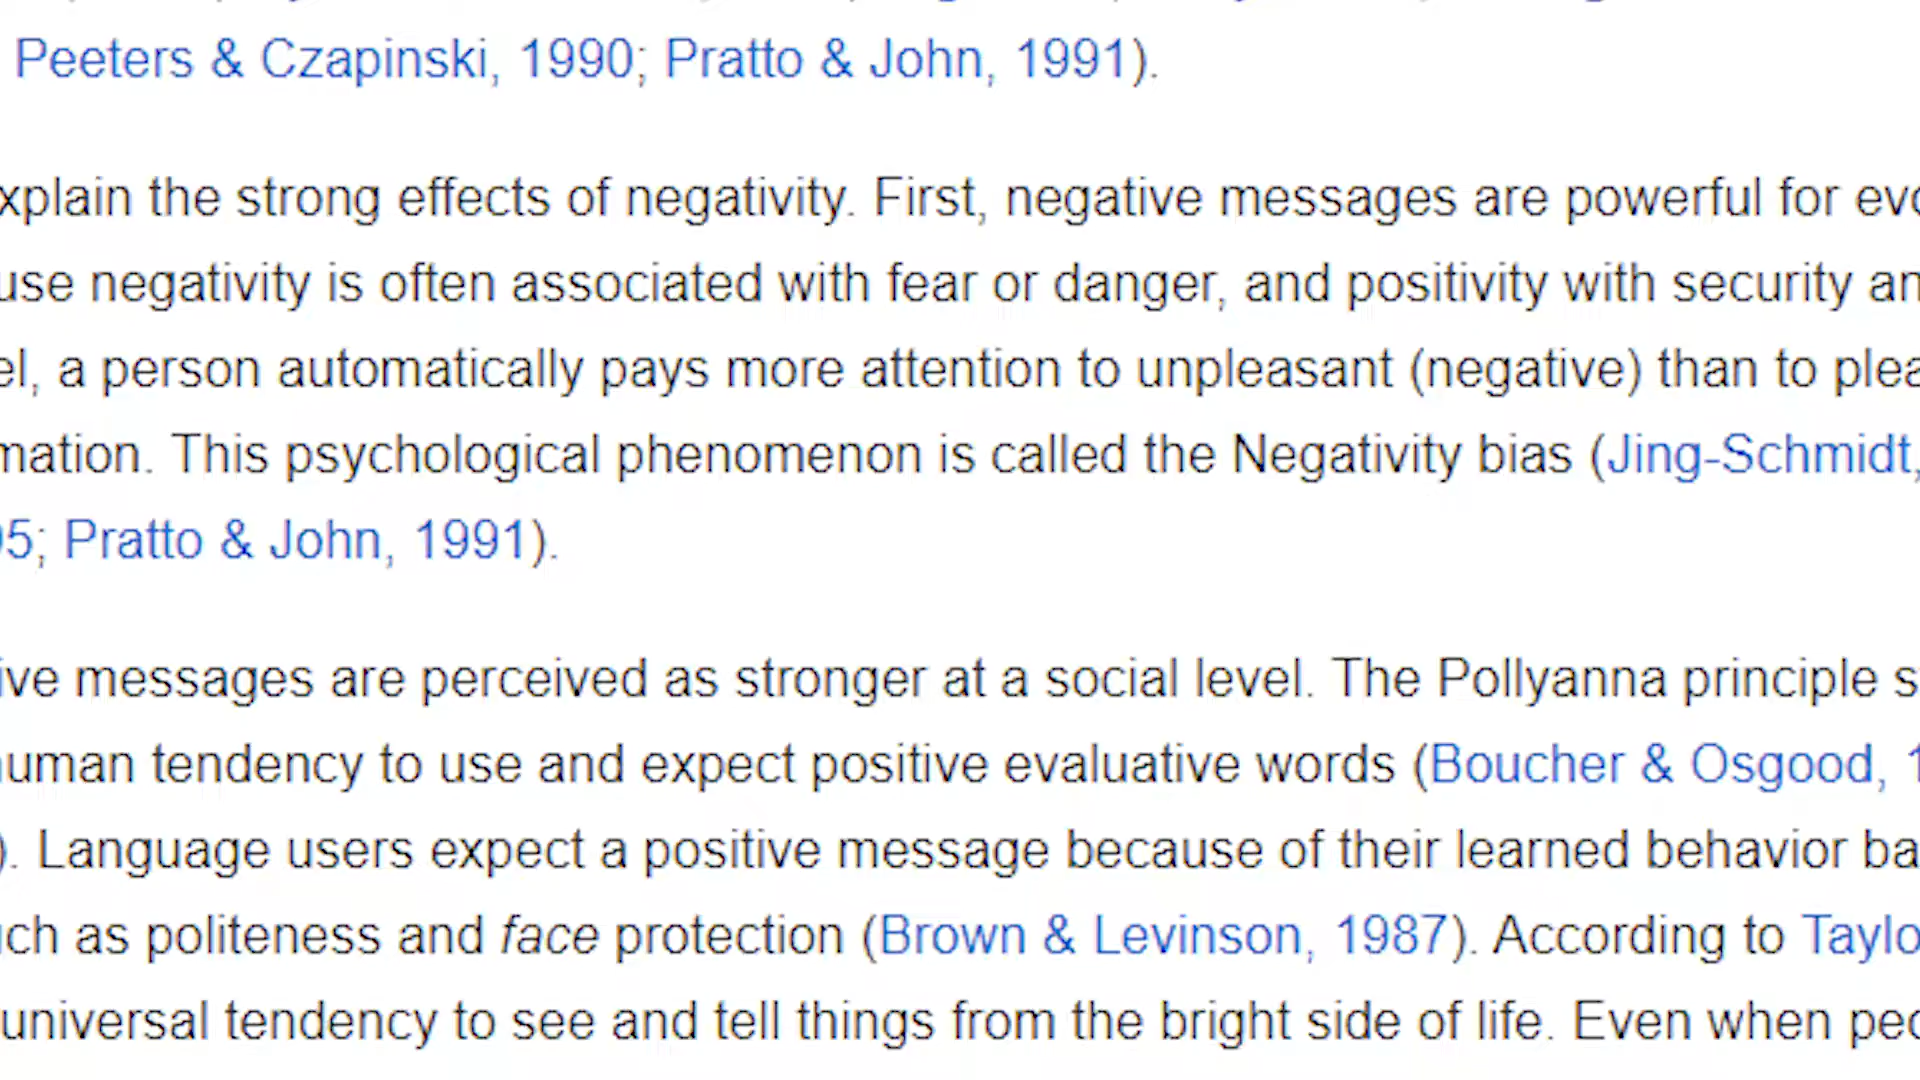 Peeters & Czapinski, 1990; Pratto & John, 1991).
xplain the strong effects of negativity. First, negative messages are powerful for evo
use negativity is often associated with fear or danger, and positivity with security an
el, a person automatically pays more attention to unpleasant (negative) than to plea
mation. This psychological phenomenon is called the Negativity bias (Jing-Schmidt,
95; Pratto & John, 1991).
ive messages are perceived as stronger at a social level. The Pollyanna principle s
human tendency to use and expect positive evaluative words (Boucher & Osgood, 1
). Language users expect a positive message because of their learned behavior ba
uch as politeness and face protection (Brown & Levinson, 1987). According to Taylo
universal tendency to see and tell things from the bright side of life. Even when peo